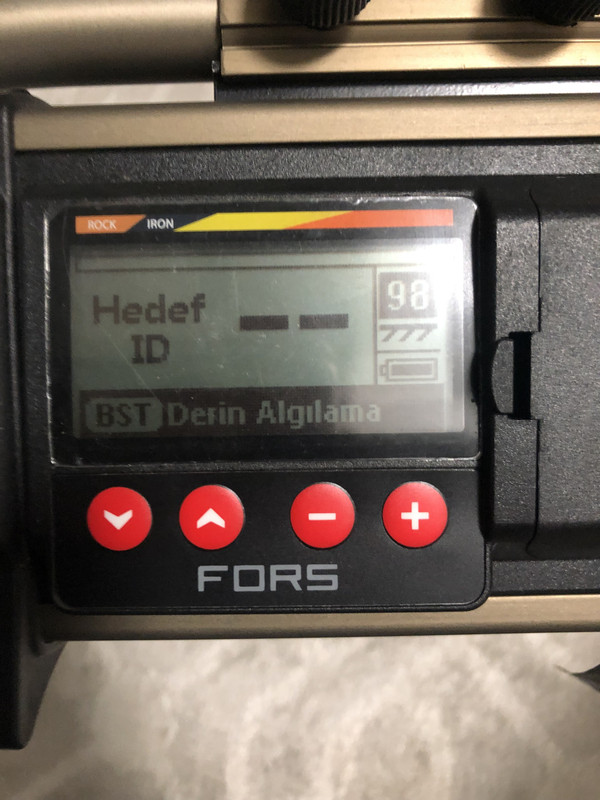 ROCK IRON
Hedef
ID
-- 
98
BST Derin Algılama
FORS